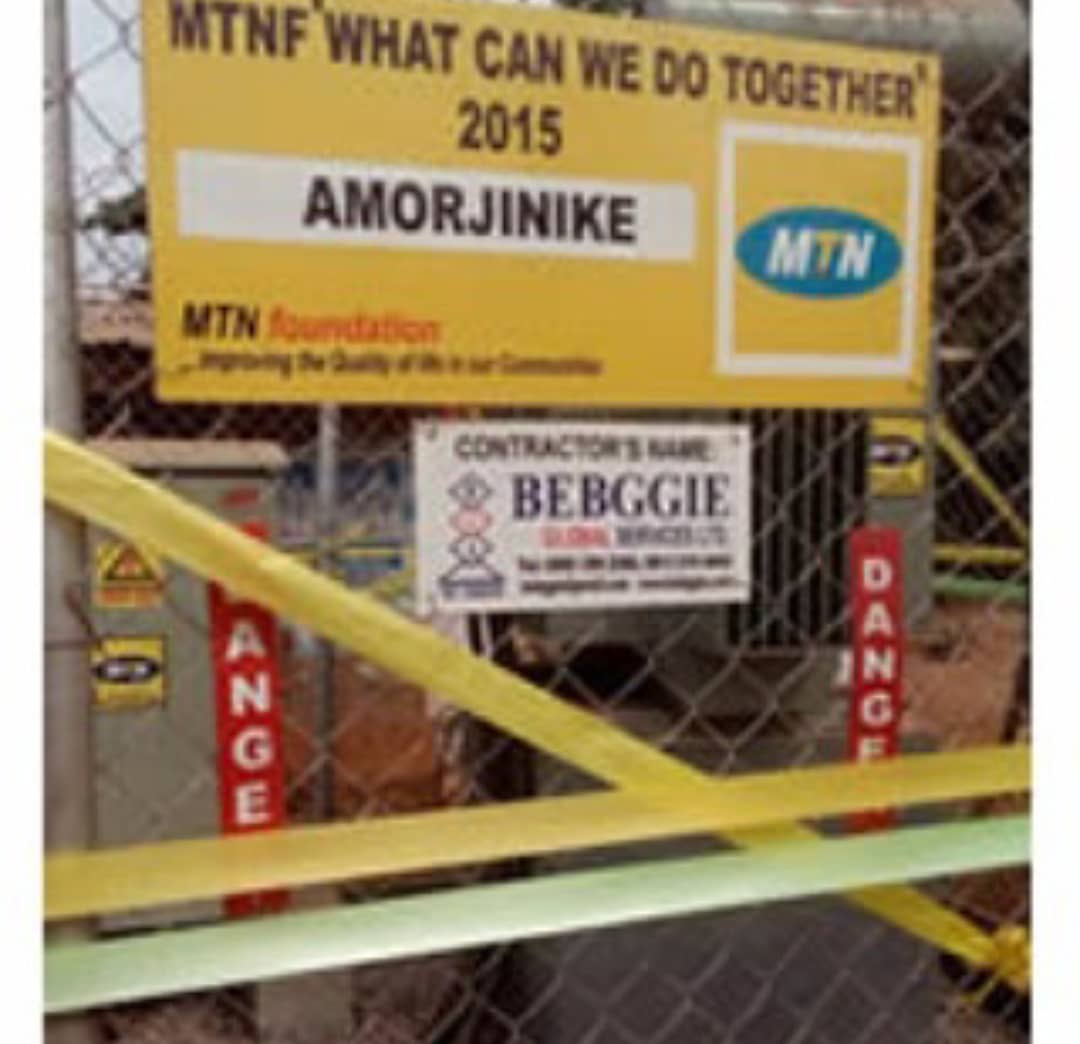 MTNF 'WHAT CAN WE DO TOGETHER'
2015
AMORJINIKE
MTN
MTN foundation
...improving the Quality of life in our Communities
CONTRACTOR'S NAME:
BEBGGIE
GLOBAL SERVICES LTD
DANGE
ANGE